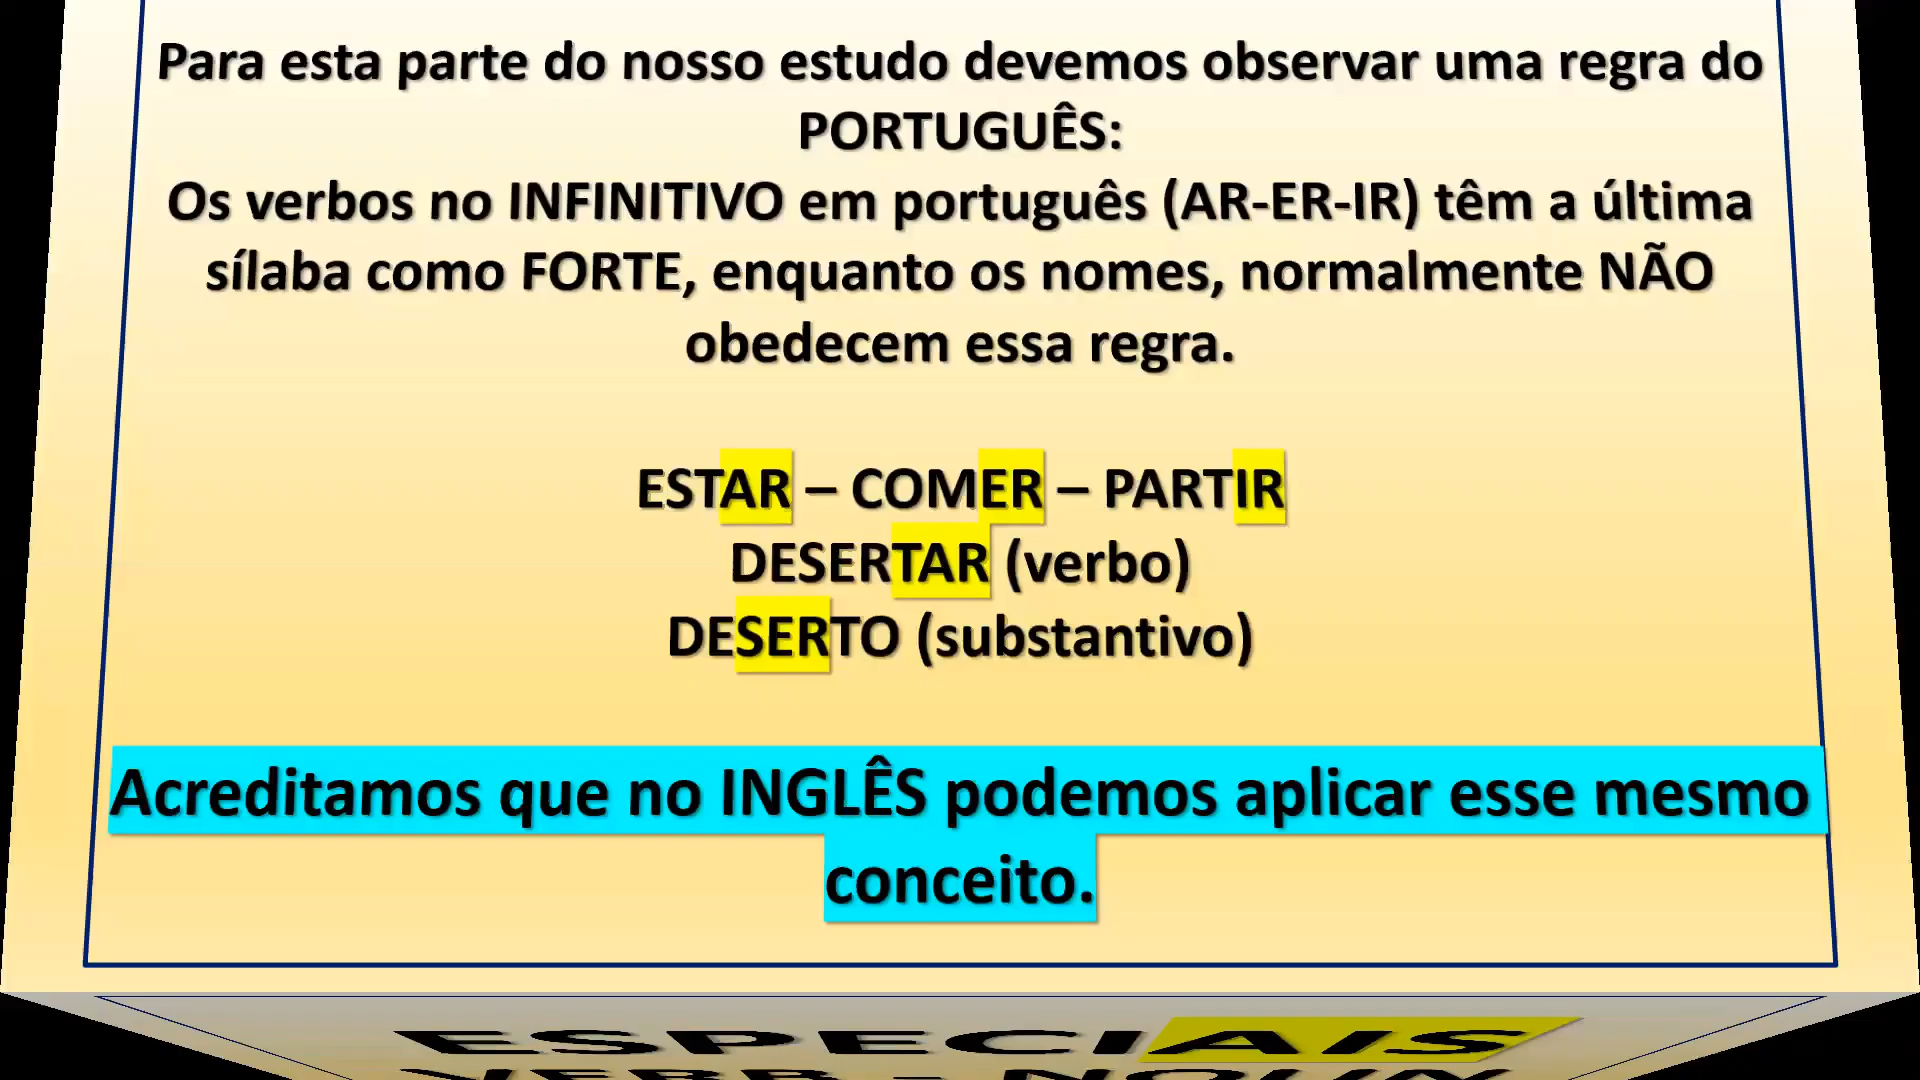 Para esta parte do nosso estudo devemos observar uma regra do
PORTUGUÊS:
Os verbos no INFINITIVO em português (AR-ER-IR) têm a última
sílaba como FORTE, enquanto os nomes, normalmente NÃO
obedecem essa regra.
ESTAR – COMER – PARTIR
DESERTAR (verbo)
DESERTO (substantivo)
Acreditamos que no INGLÊS podemos aplicar esse mesmo
conceito.
ESPECIAIS
VERB - NOUN